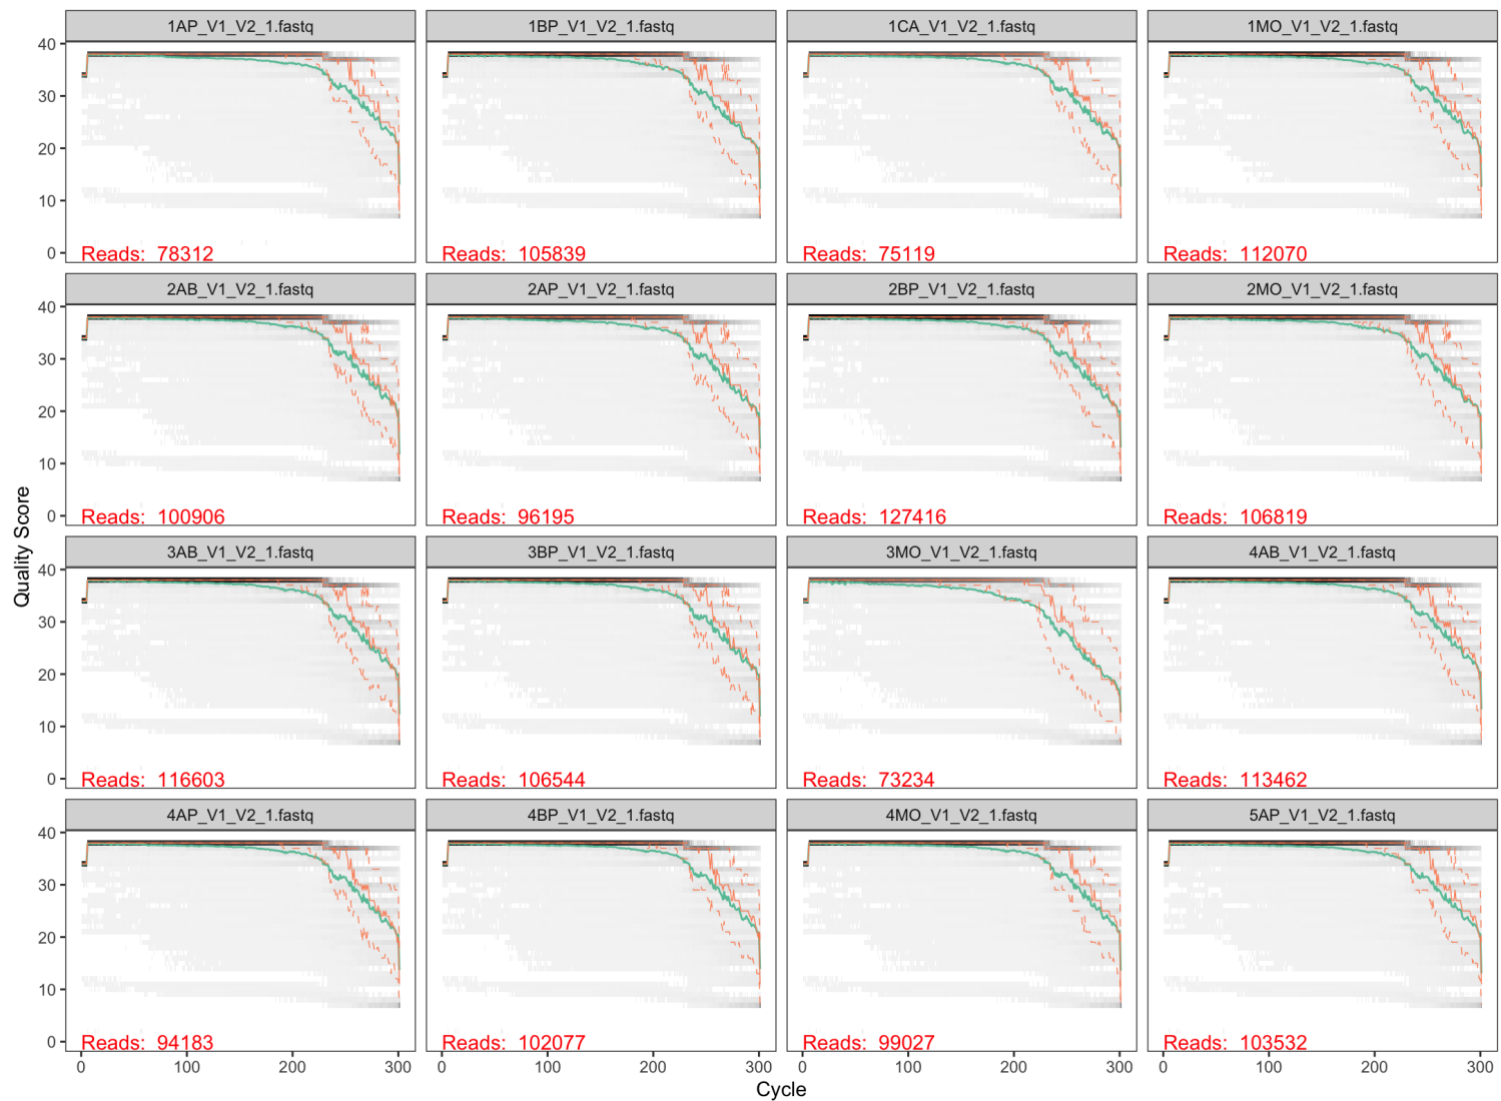 1AP_V1_V2_1.fastq 1BP_V1_V2_1.fastq 1CA_V1_V2_1.fastq 1MO_V1_V2_1.fastq
40
30
20
10
0
Reads: 78312 Reads: 105839 Reads: 75119 Reads: 112070
2AB_V1_V2_1.fastq 2AP_V1_V2_1.fastq 2BP_V1_V2_1.fastq 2MO_V1_V2_1.fastq
40
30
20
10
0
Reads: 100906 Reads: 96195 Reads: 127416 Reads: 106819
Quality Score
3AB_V1_V2_1.fastq 3BP_V1_V2_1.fastq 3MO_V1_V2_1.fastq 4AB_V1_V2_1.fastq
40
30
20
10
0
Reads: 116603 Reads: 106544 Reads: 73234 Reads: 113462
4AP_V1_V2_1.fastq 4BP_V1_V2_1.fastq 4MO_V1_V2_1.fastq 5AP_V1_V2_1.fastq
40
30
20
10
0
Reads: 94183 Reads: 102077 Reads: 99027 Reads: 103532
0 100 200 300 0 100 200 300 0 100 200 300 0 100 200 300
Cycle